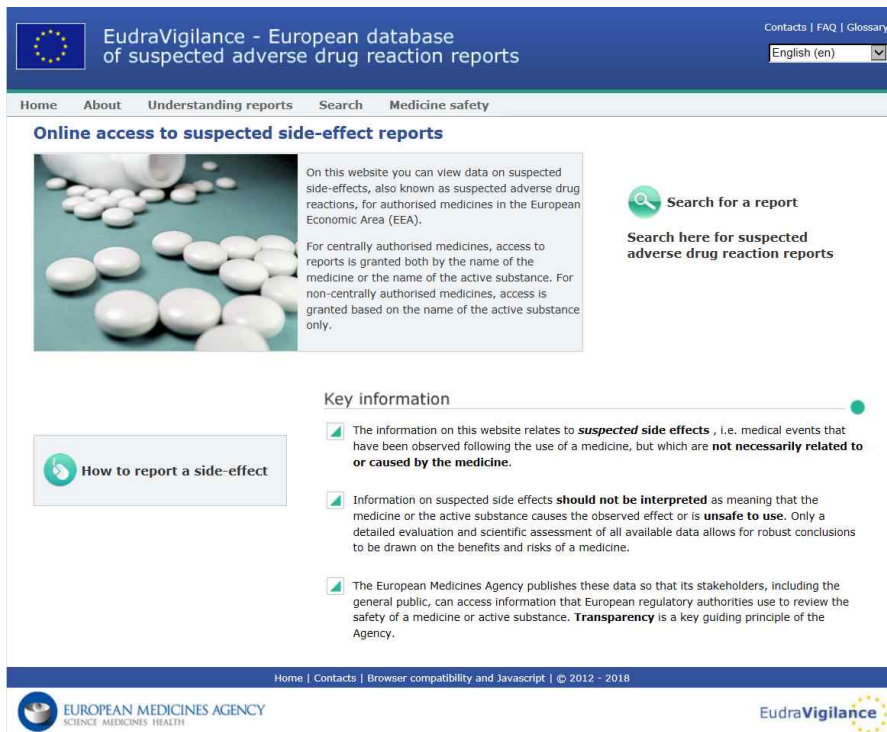 EudraVigilance - European database
of suspected adverse drug reaction reports
Contacts | FAQ | Glossary
English (en)
Home About Understanding reports Search Medicine safety
Online access to suspected side-effect reports
On this website you can view data on suspected
side-effects, also known as suspected adverse drug
reactions, for authorised medicines in the European
Economic Area (EEA).
For centrally authorised medicines, access to
reports is granted both by the name of the
medicine or the name of the active substance. For
non-centrally authorised medicines, access is
granted based on the name of the active substance
only.
Search for a report
Search here for suspected
adverse drug reaction reports
How to report a side-effect
Key information
The information on this website relates to suspected side effects , i.e. medical events that
have been observed following the use of a medicine, but which are not necessarily related to
or caused by the medicine.
Information on suspected side effects should not be interpreted as meaning that the
medicine or the active substance causes the observed effect or is unsafe to use. Only a
detailed evaluation and scientific assessment of all available data allows for robust conclusions
to be drawn on the benefits and risks of a medicine.
The European Medicines Agency publishes these data so that its stakeholders, including the
general public, can access information that European regulatory authorities use to review the
safety of a medicine or active substance. Transparency is a key guiding principle of the
Agency.
Home | Contacts | Browser compatibility and Javascript | © 2012 - 2018
EUROPEAN MEDICINES AGENCY
SCIENCE MEDICINES HEALTH
EudraVigilance